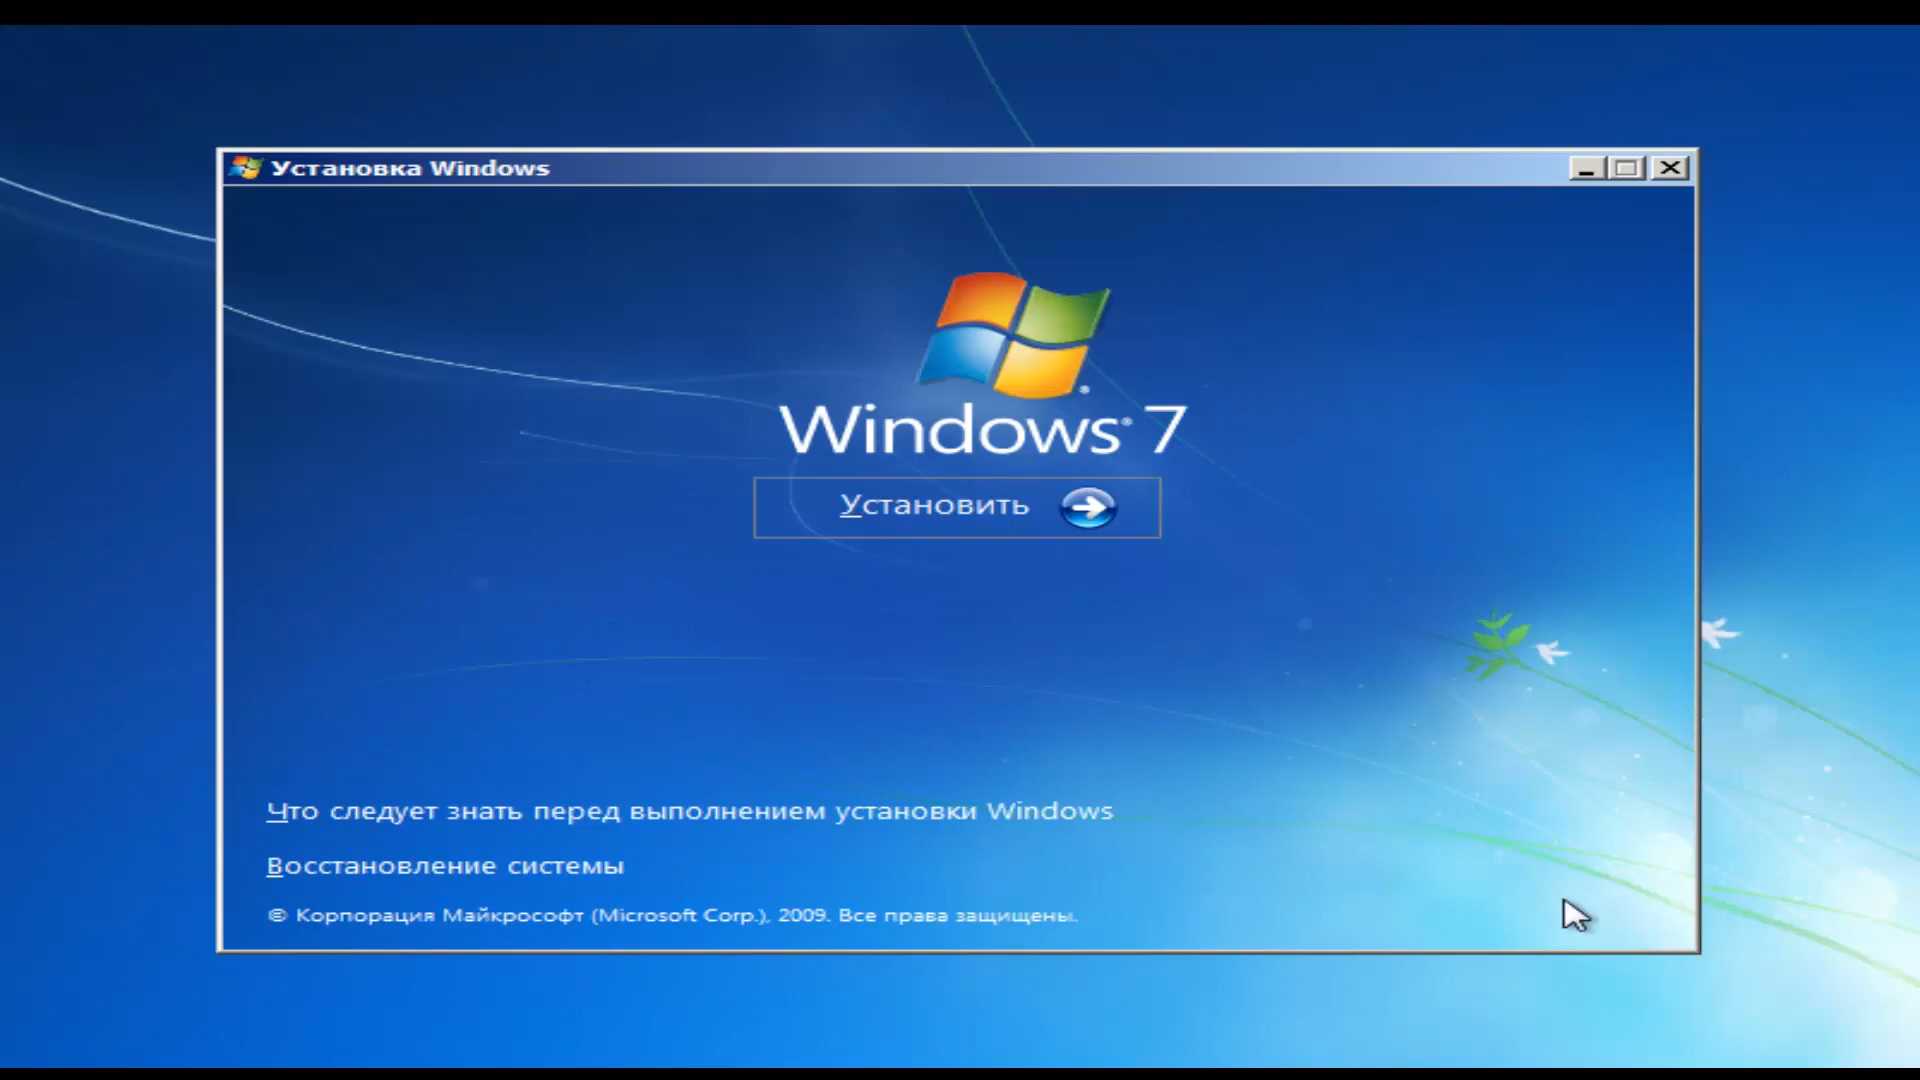 Установка Windows
Windows® 7
Установить
Что следует знать перед выполнением установки Windows
Восстановление системы
© Корпорация Майкрософт (Microsoft Corp.), 2009. Все права защищены.